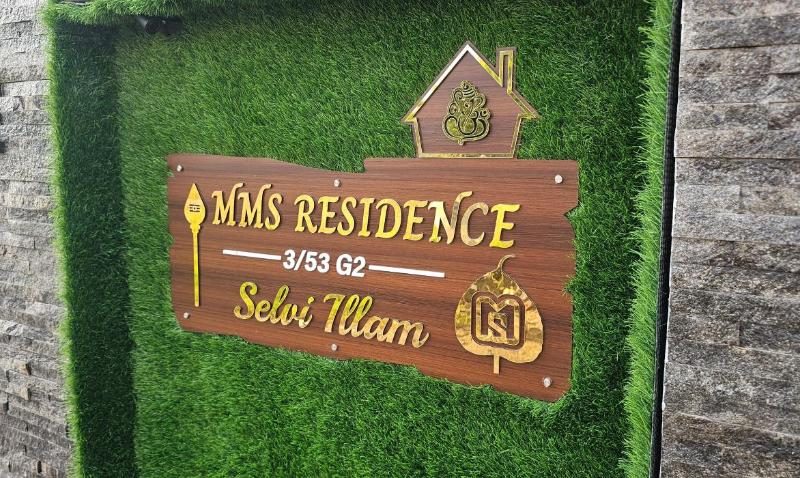 MMS RESIDENCE
3/53 G2
Selvi Illam